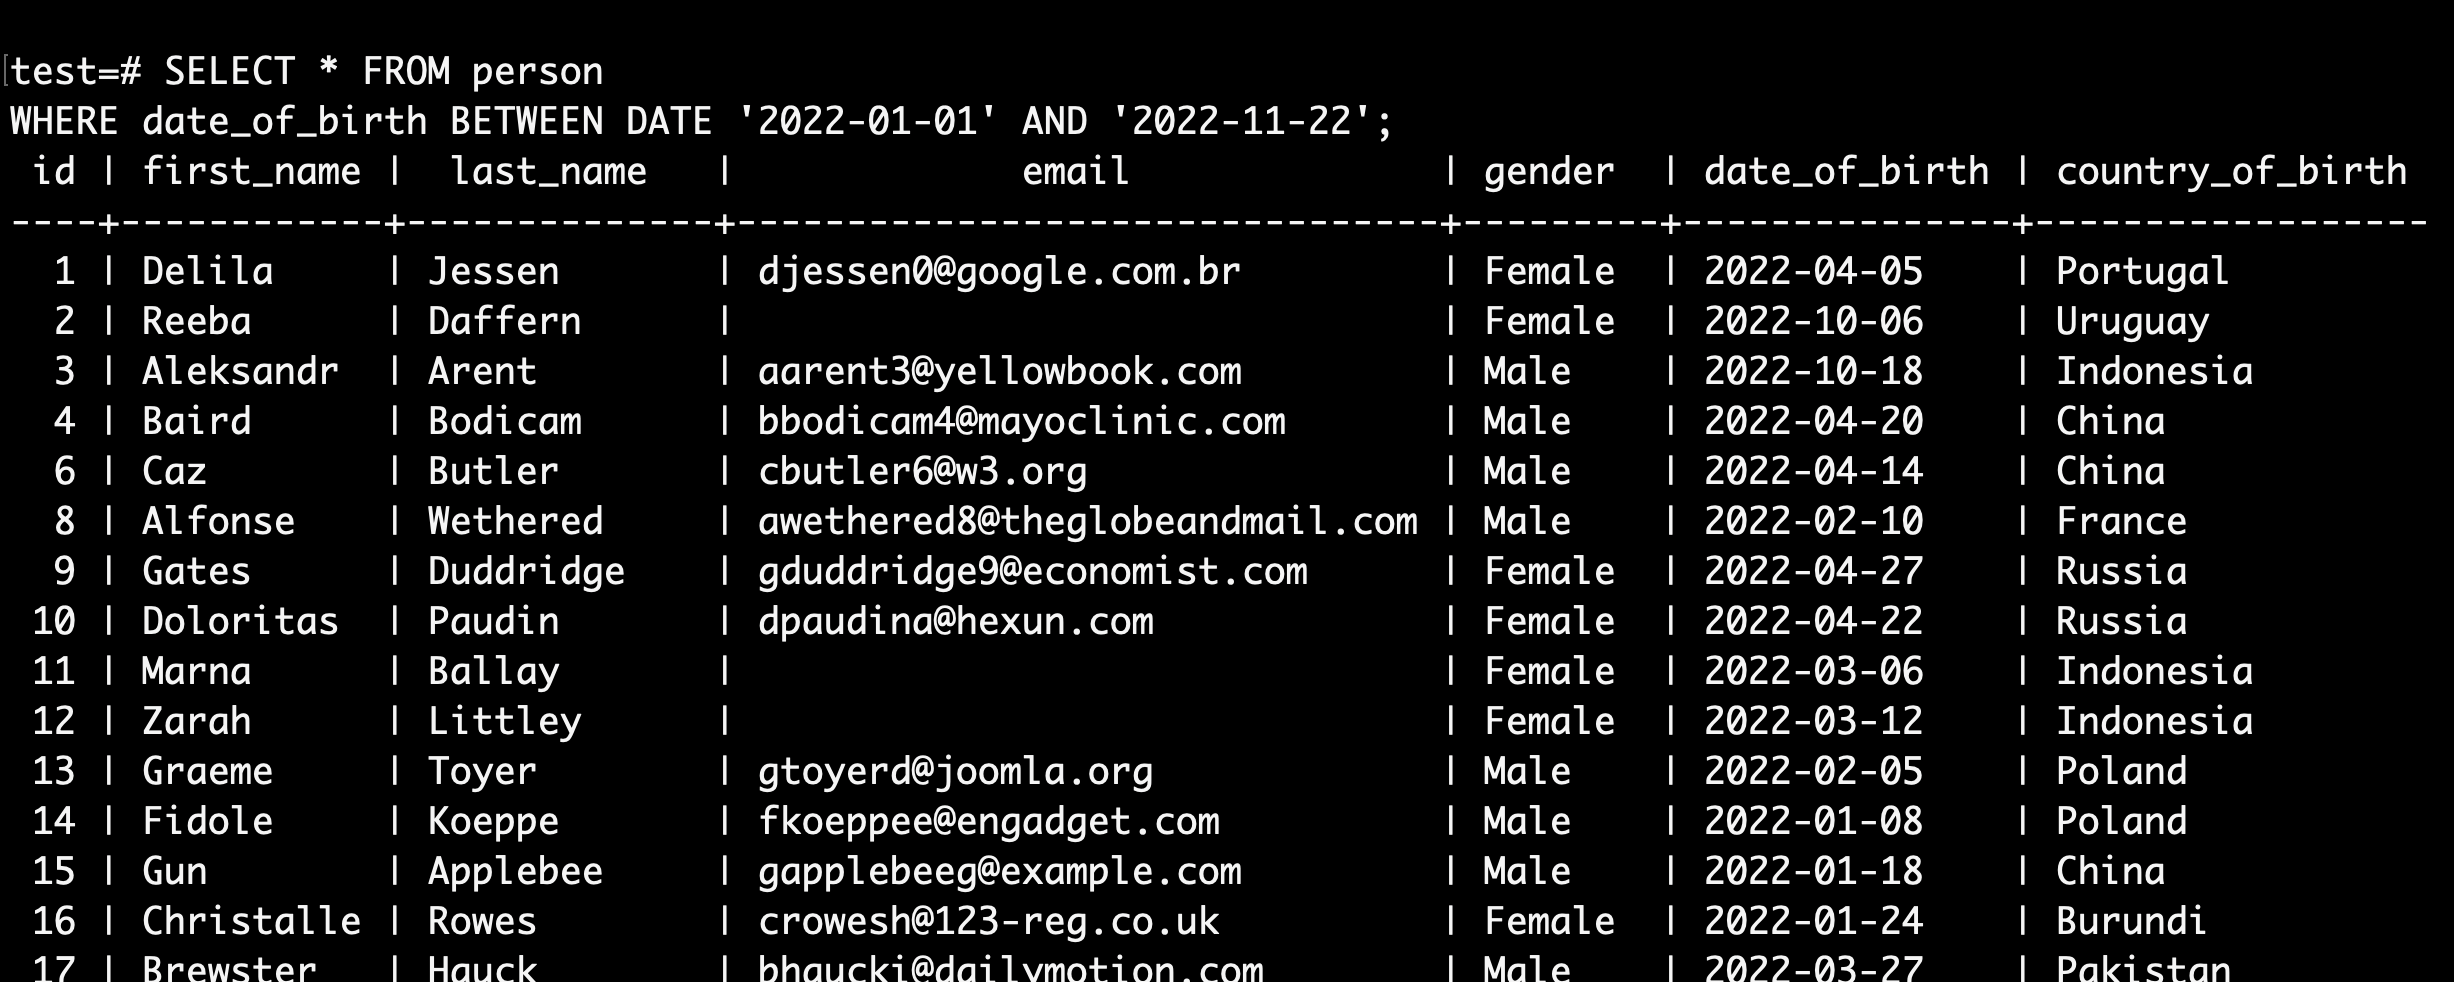 test=# SELECT * FROM person
WHERE date_of_birth BETWEEN DATE '2022-01-01' AND '2022-11-22';
 id | first_name |  last_name   |             email              | gender  | date_of_birth | country_of_birth
----+------------+--------------+--------------------------------+---------+---------------+------------------
  1 | Delila     | Jessen       | djessen0@google.com.br         | Female  | 2022-04-05    | Portugal
  2 | Reeba      | Daffern      |                                | Female  | 2022-10-06    | Uruguay
  3 | Aleksandr  | Arent        | aarent3@yellowbook.com         | Male    | 2022-10-18    | Indonesia
  4 | Baird      | Bodicam      | bbodicam4@mayoclinic.com       | Male    | 2022-04-20    | China
  6 | Caz        | Butler       | cbutler6@w3.org                | Male    | 2022-04-14    | China
  8 | Alfonse    | Wethered     | awethered8@theglobeandmail.com | Male    | 2022-02-10    | France
  9 | Gates      | Duddridge    | gduddridge9@economist.com      | Female  | 2022-04-27    | Russia
 10 | Doloritas  | Paudin       | dpaudina@hexun.com             | Female  | 2022-04-22    | Russia
 11 | Marna      | Ballay       |                                | Female  | 2022-03-06    | Indonesia
 12 | Zarah      | Littley      |                                | Female  | 2022-03-12    | Indonesia
 13 | Graeme     | Toyer        | gtoyerd@joomla.org             | Male    | 2022-02-05    | Poland
 14 | Fidole     | Koeppe       | fkoeppee@engadget.com          | Male    | 2022-01-08    | Poland
 15 | Gun        | Applebee     | gapplebeeg@example.com         | Male    | 2022-01-18    | China
 16 | Christalle | Rowes        | crowesh@123-reg.co.uk          | Female  | 2022-01-24    | Burundi
 17 | Brewster   | Hauck        | bhaucki@dailymotion.com        | Male    | 2022-03-27    | Pakistan